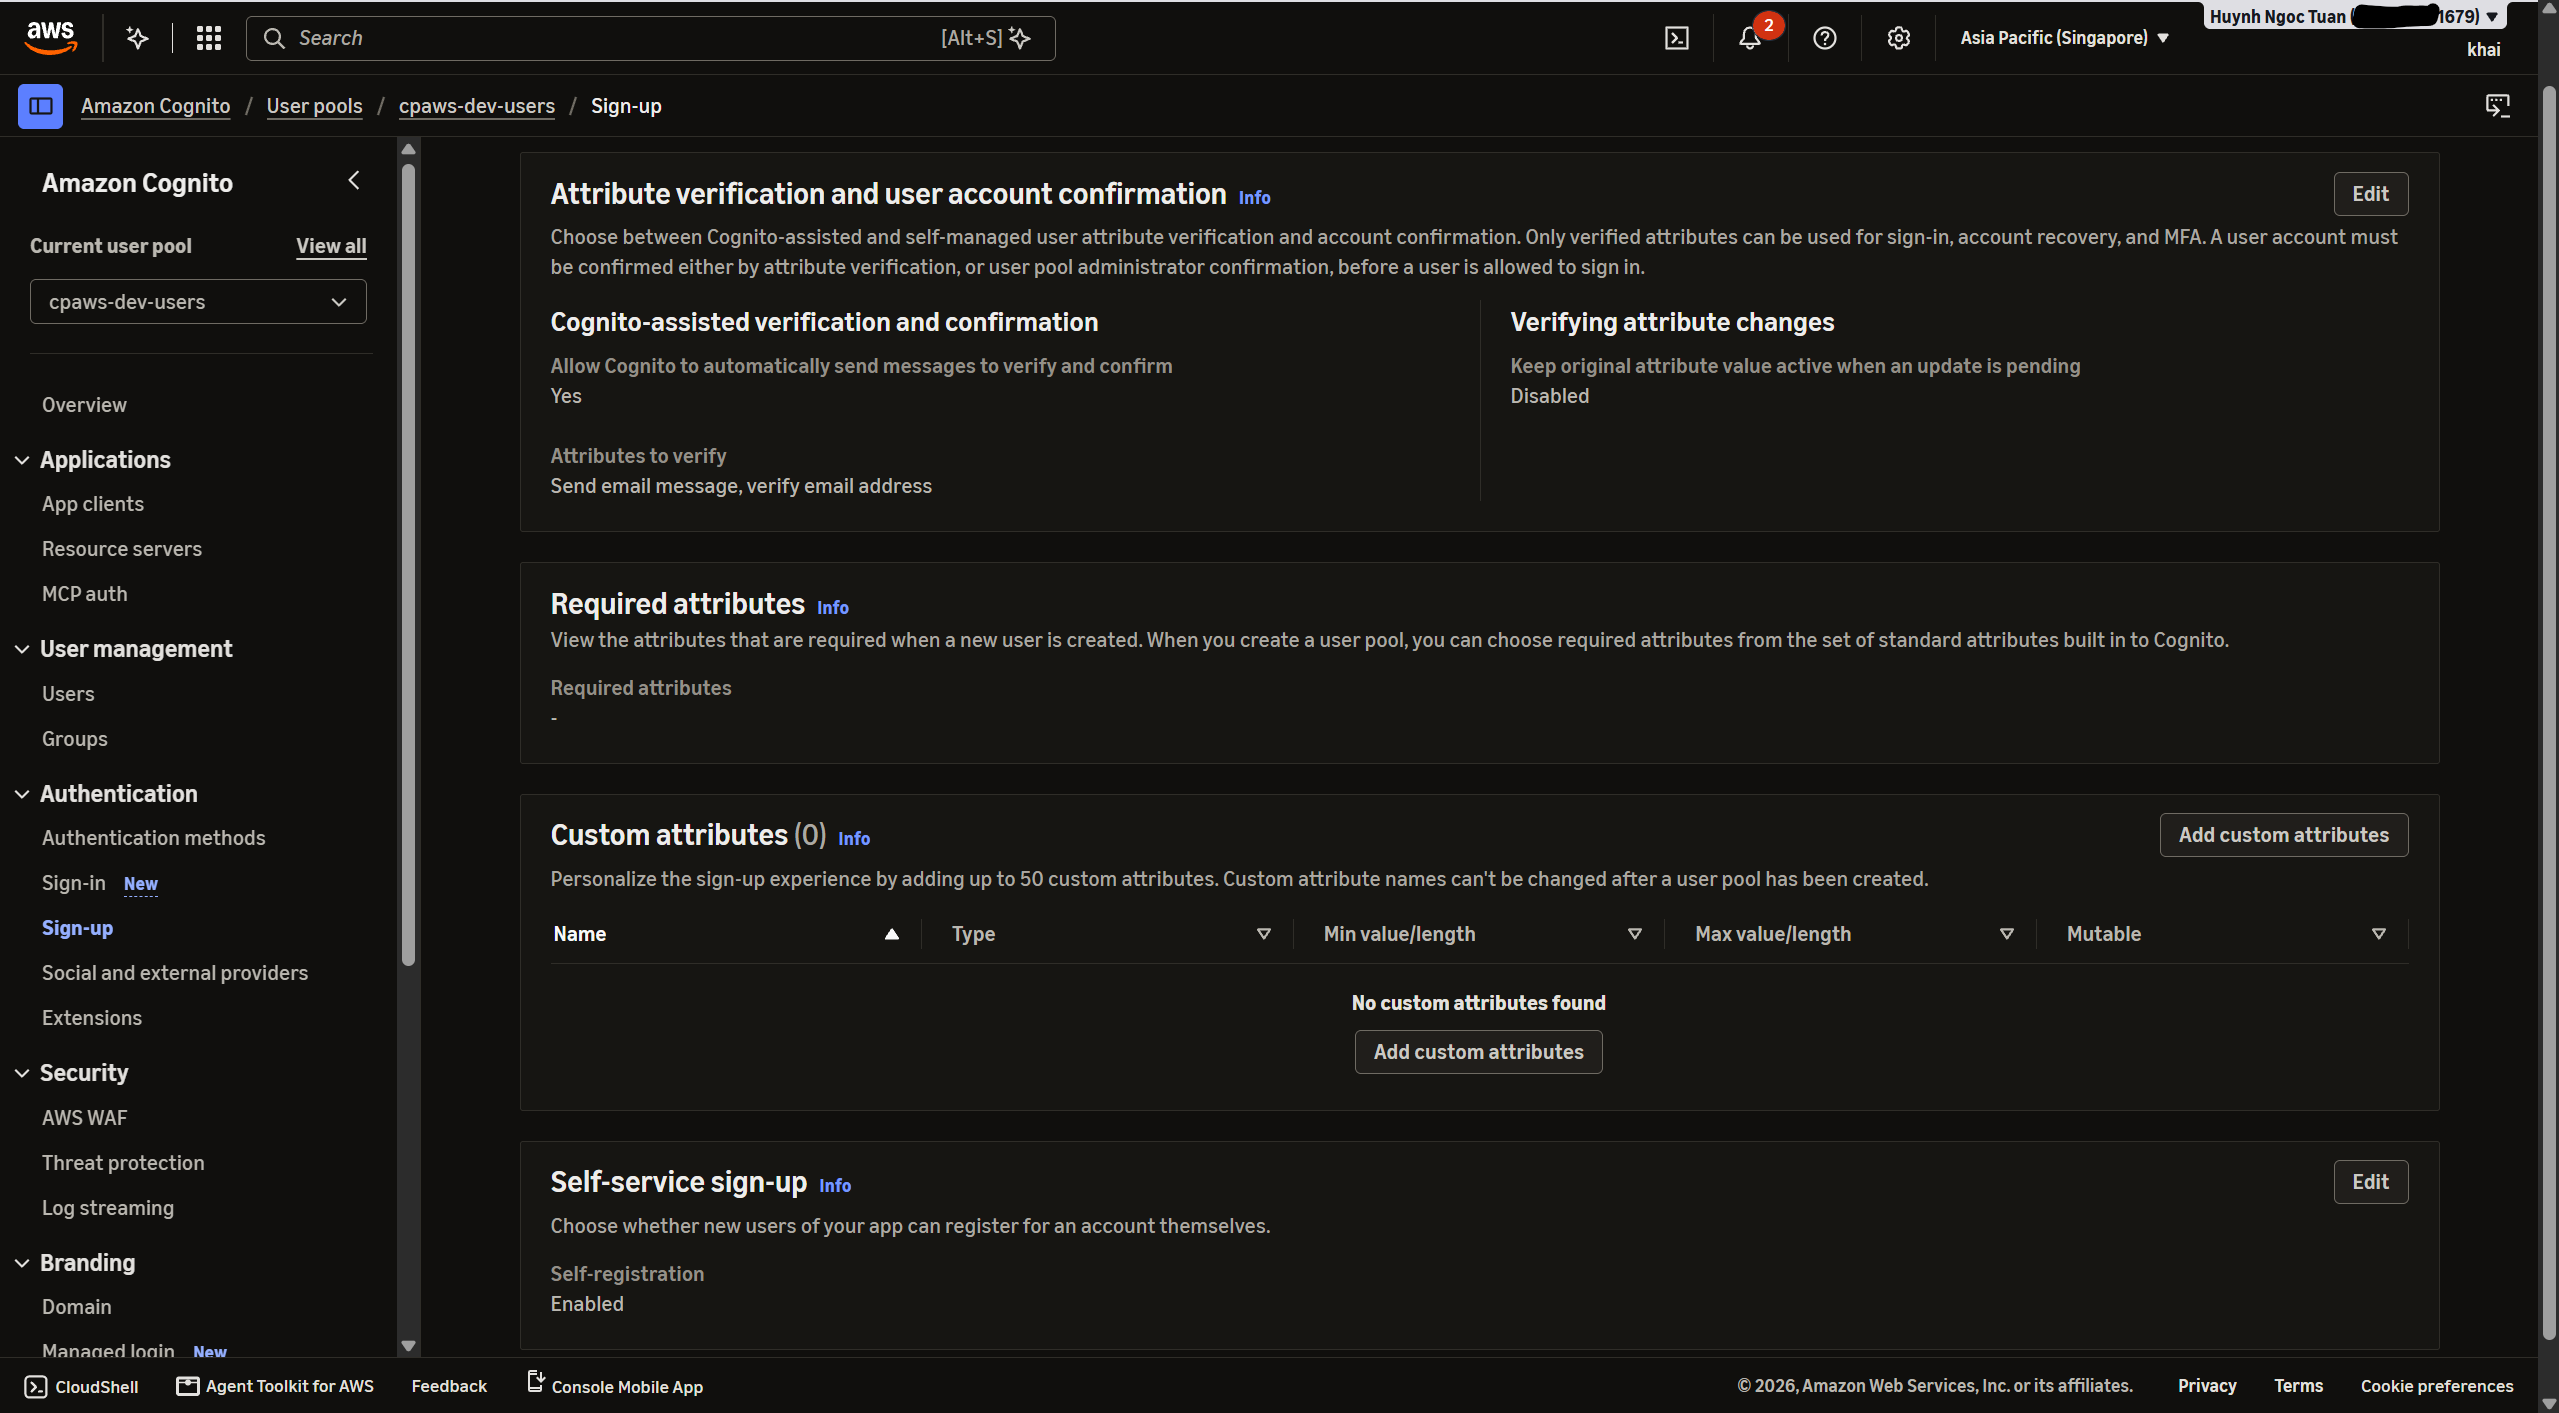 aws
Search
[Alt+S]
2
Asia Pacific (Singapore)
Huynh Ngoc Tuan (
1679)
khai
Amazon Cognito / User pools / cpaws-dev-users / Sign-up
Amazon Cognito
Current user pool
View all
cpaws-dev-users
Overview
Applications
App clients
Resource servers
MCP auth
User management
Users
Groups
Authentication
Authentication methods
Sign-in New
Sign-up
Social and external providers
Extensions
Security
AWS WAF
Threat protection
Log streaming
Branding
Domain
Managed login New
Attribute verification and user account confirmation Info
Edit
Choose between Cognito-assisted and self-managed user attribute verification and account confirmation. Only verified attributes can be used for sign-in, account recovery, and MFA. A user account must
be confirmed either by attribute verification, or user pool administrator confirmation, before a user is allowed to sign in.
Cognito-assisted verification and confirmation
Allow Cognito to automatically send messages to verify and confirm
Yes
Attributes to verify
Send email message, verify email address
Verifying attribute changes
Keep original attribute value active when an update is pending
Disabled
Required attributes Info
View the attributes that are required when a new user is created. When you create a user pool, you can choose required attributes from the set of standard attributes built in to Cognito.
Required attributes
-
Custom attributes (0) Info
Add custom attributes
Personalize the sign-up experience by adding up to 50 custom attributes. Custom attribute names can't be changed after a user pool has been created.
Name
Type
Min value/length
Max value/length
Mutable
No custom attributes found
Add custom attributes
Self-service sign-up Info
Edit
Choose whether new users of your app can register for an account themselves.
Self-registration
Enabled
CloudShell
Agent Toolkit for AWS
Feedback
Console Mobile App
© 2026, Amazon Web Services, Inc. or its affiliates.
Privacy
Terms
Cookie preferences